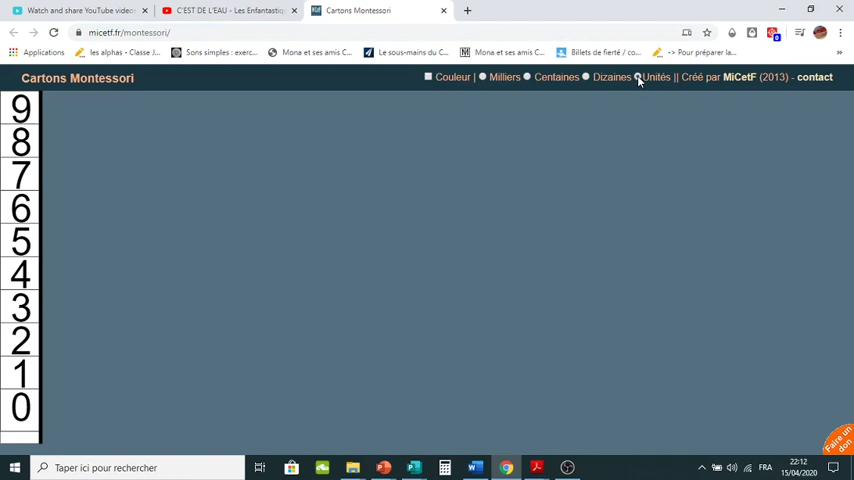 Watch and share YouTube video
C'EST DE L'EAU - Les Enfantastiq
Cartons Montessori
micetf.fr/montessori/
Applications
les alphas - Classe J...
Sons simples : exerc...
Mona et ses amis C...
Le sous-mains du C...
Mona et ses amis C...
Billets de fierté / co...
-> Pour préparer la...
»
Cartons Montessori
Couleur | Milliers Centaines Dizaines Unités || Créé par MiCetF (2013) - contact
9
8
7
6
5
4
3
2
1
0
Faire un don
Taper ici pour rechercher
FRA
22:12
15/04/2020